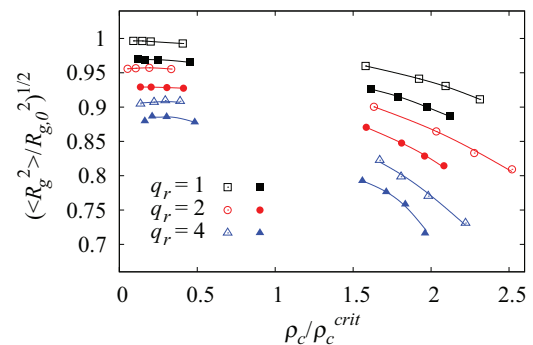 1
0.95
0.9
0.85
0.8
0.75
0.7
(<R_g^2>/R_{g,0}^2)^{1/2}
q_r = 1
q_r = 2
q_r = 4
0 0.5 1 1.5 2 2.5
ρ_c/ρ_c^{crit}